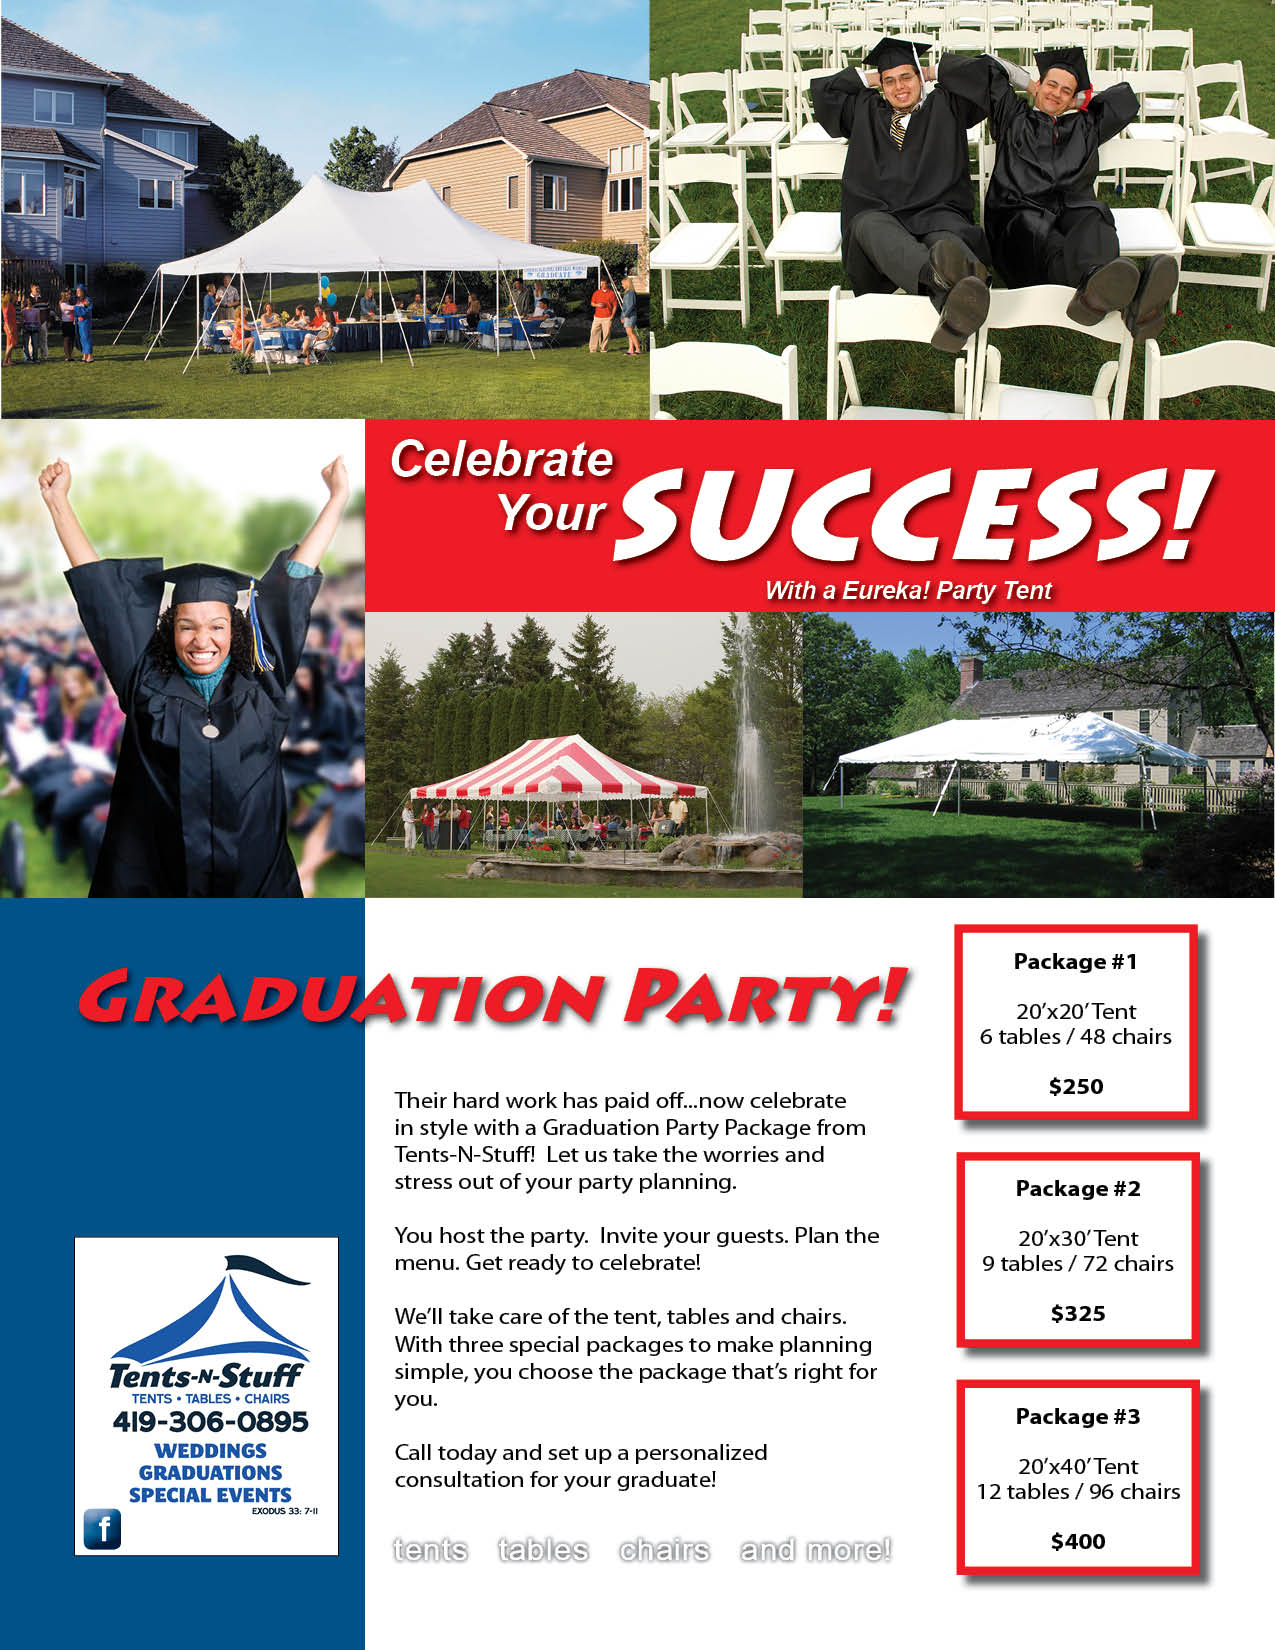 GRADUATE
Celebrate
Your SUCCESS!
With a Eureka! Party Tent
GRADUATION PARTY!
Their hard work has paid off...now celebrate
in style with a Graduation Party Package from
Tents-N-Stuff!  Let us take the worries and
stress out of your party planning.
You host the party.  Invite your guests. Plan the
menu. Get ready to celebrate!
We'll take care of the tent, tables and chairs.
With three special packages to make planning
simple, you choose the package that's right for
you.
Call today and set up a personalized
consultation for your graduate!
tents   tables   chairs   and more!
Package #1
20'x20' Tent
6 tables / 48 chairs
$250
Package #2
20'x30' Tent
9 tables / 72 chairs
$325
Package #3
20'x40' Tent
12 tables / 96 chairs
$400
Tents-N-Stuff
TENTS • TABLES • CHAIRS
419-306-0895
WEDDINGS
GRADUATIONS
SPECIAL EVENTS
EXODUS 33: 7-11
f